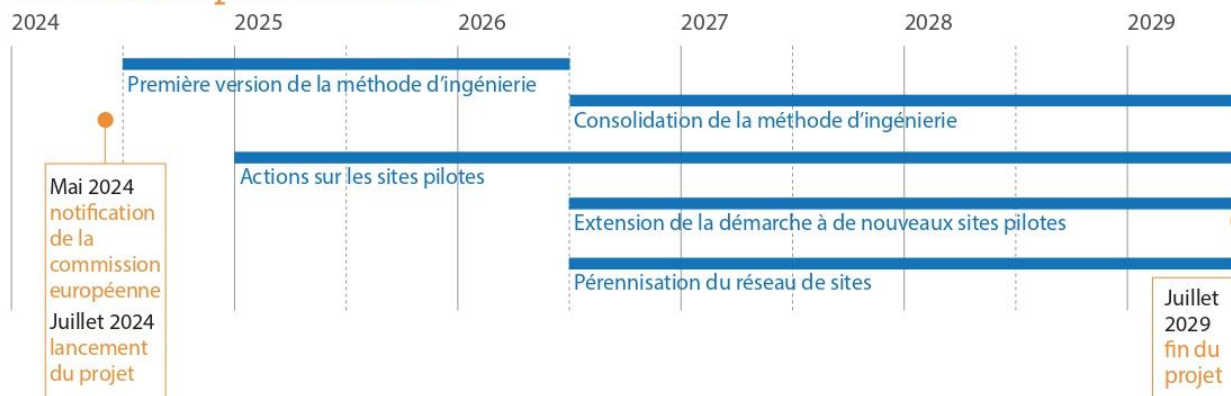 2024 2025 2026 2027 2028 2029
Première version de la méthode d'ingénierie
Consolidation de la méthode d'ingénierie
Actions sur les sites pilotes
Extension de la démarche à de nouveaux sites pilotes
Pérennisation du réseau de sites
Mai 2024
notification
de la
commission
européenne
Juillet 2024
lancement
du projet
Juillet
2029
fin du
projet